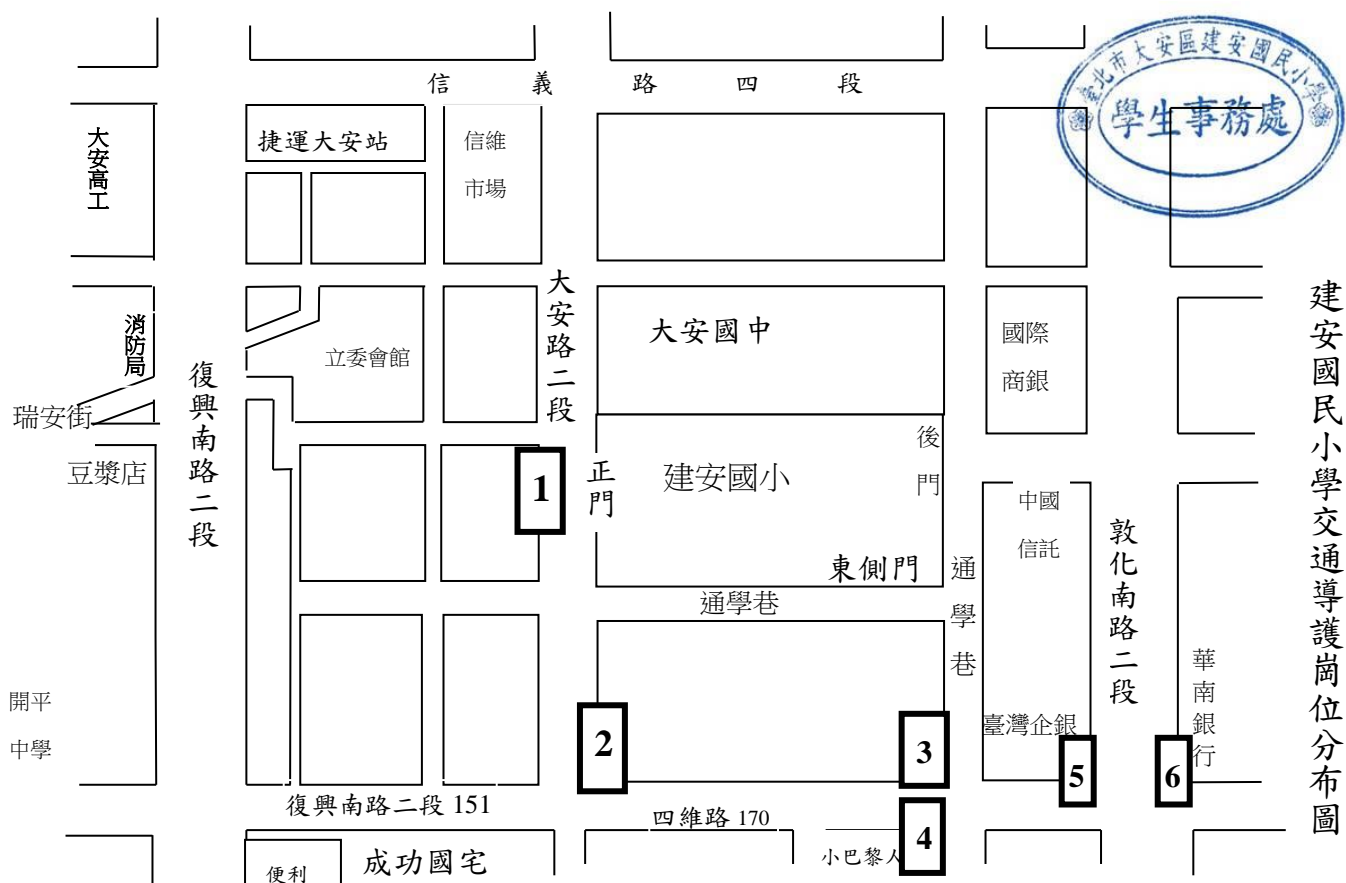 臺北市大安區建安國民小學
學生事務處
信義路四段
大安高工
捷運大安站
信維
市場
建安國民小學交通導護崗位分布圖
消防局
立委會館
大安路二段
大安國中
國際
商銀
瑞安街
復興南路二段
豆漿店
1
正門
建安國小
後門
中國
信託
敦化南路二段
東側門
通學巷
通學巷
開平
中學
2
3
臺灣企銀
5
6
華南銀行
復興南路二段 151
四維路 170
4
小巴黎人
成功國宅
便利